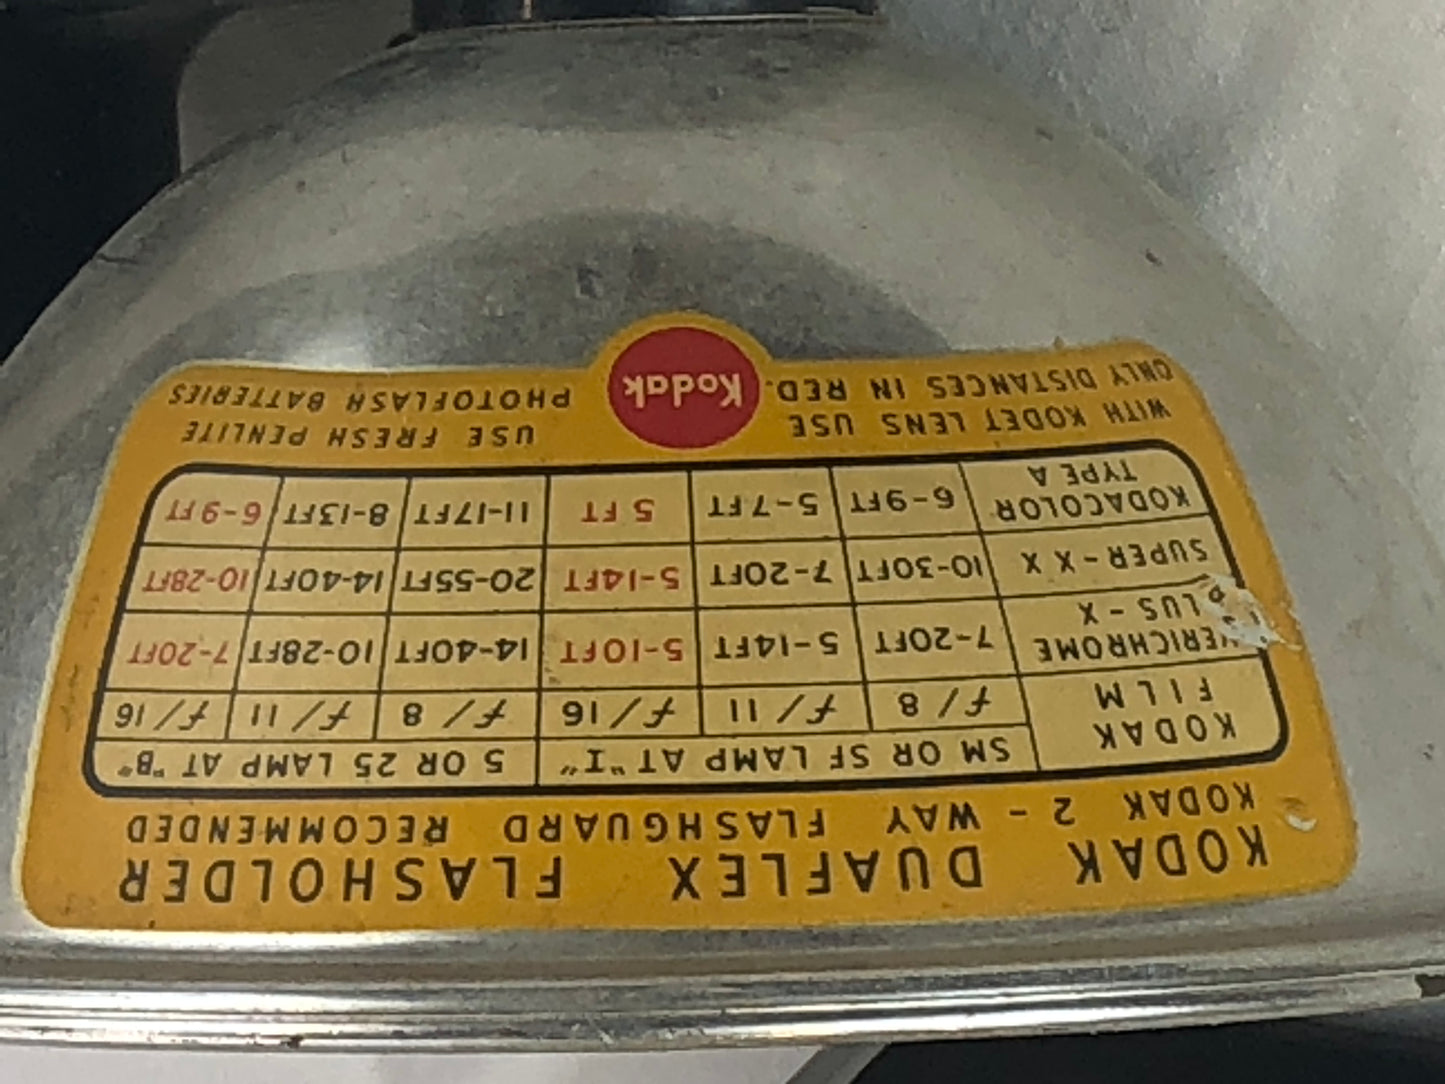 KODAK DUAFLEX FLASHOLDER
KODAK 2-WAY FLASHGUARD RECOMMENDED
KODAK FILM SM OR SF LAMP AT "I" 5 OR 25 LAMP AT "B"
f/8 f/11 f/16 f/8 f/11 f/16
VERICHROME PLUS-X 7-20FT 5-14FT 5-10FT 14-40FT 10-28FT 7-20FT
SUPER-XX 10-30FT 7-20FT 5-14FT 20-55FT 14-40FT 10-28FT
KODACOLOR TYPE A 6-9FT 5-7FT 5 FT 11-17FT 8-13FT 6-9FT
WITH KODET LENS USE
ONLY DISTANCES IN RED.
Kodak
USE FRESH PENLITE
PHOTOFLASH BATTERIES